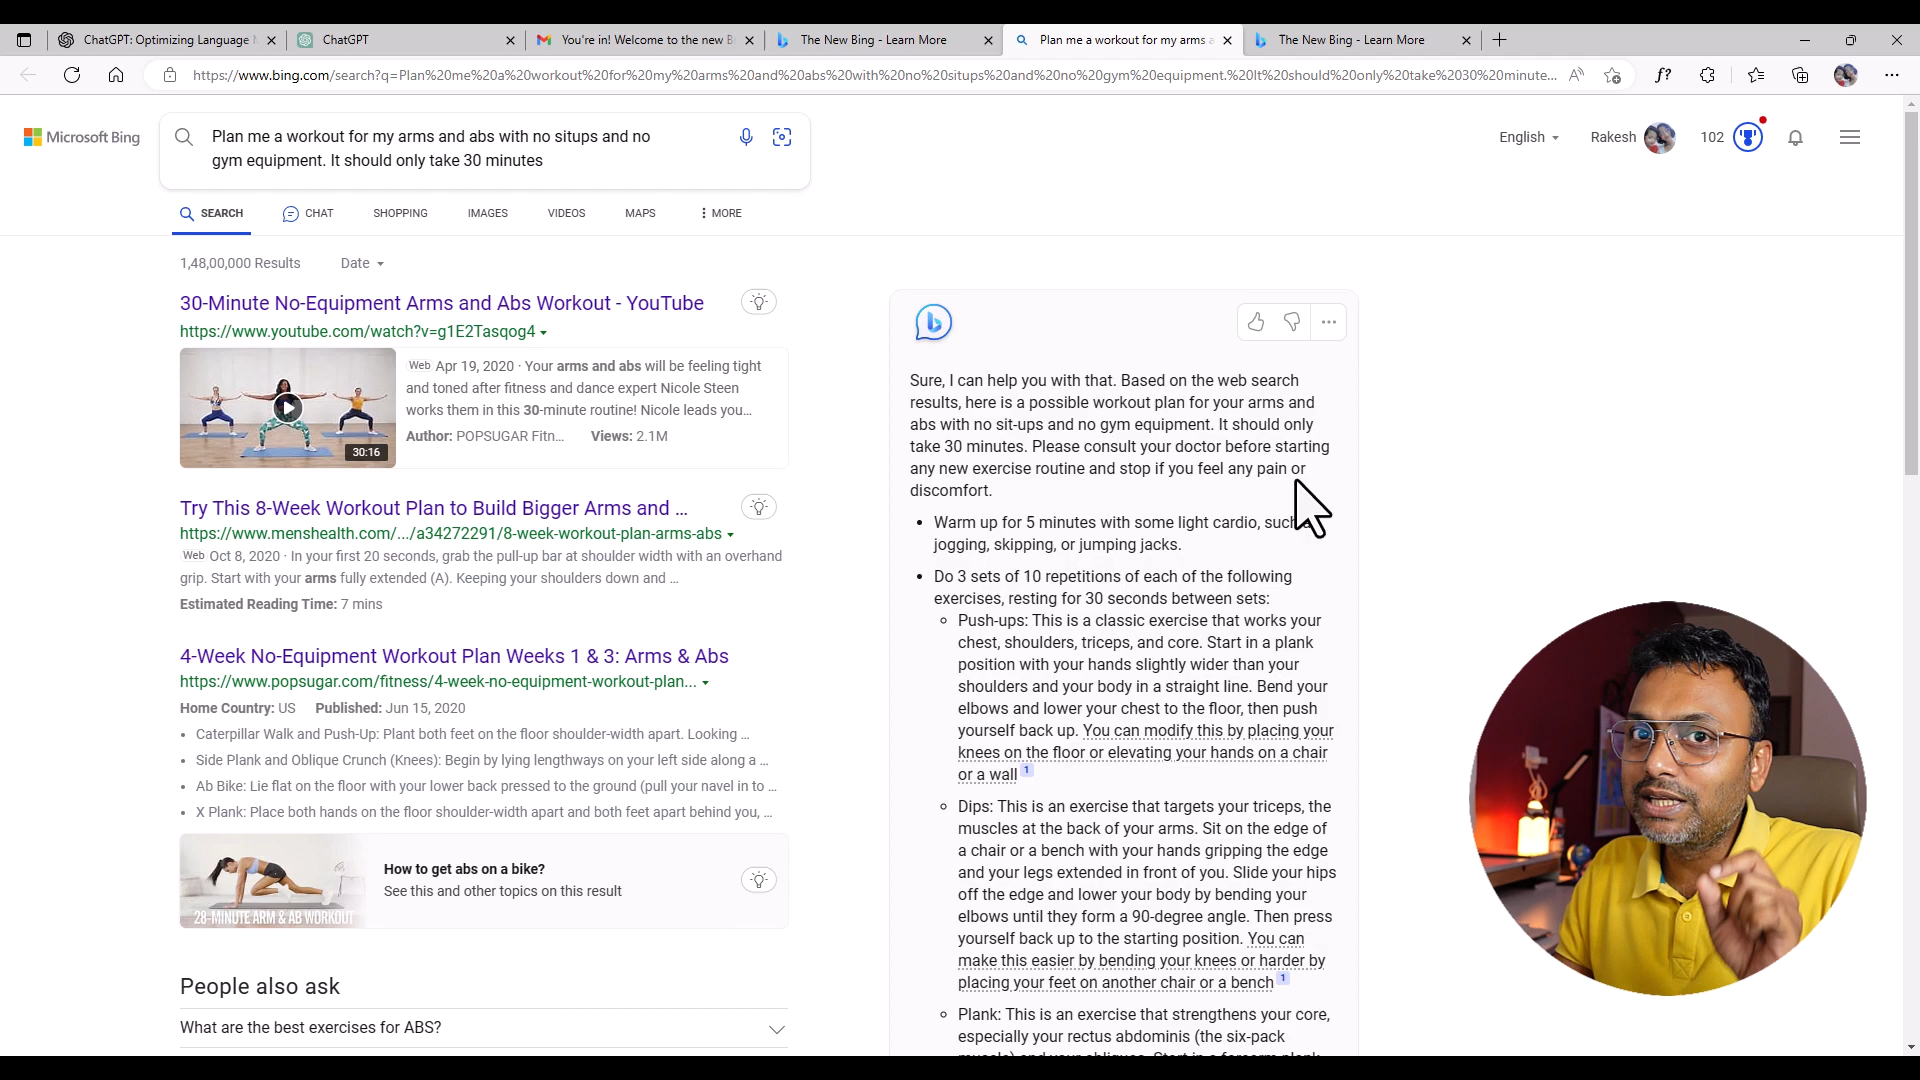 ChatGPT: Optimizing Language
ChatGPT
You're in! Welcome to the new B
The New Bing - Learn More
Plan me a workout for my arms a
The New Bing - Learn More
https://www.bing.com/search?q=Plan%20me%20a%20workout%20for%20my%20arms%20and%20abs%20with%20no%20situps%20and%20no%20gym%20equipment.%20It%20should%20only%20take%2030%20minute...
Microsoft Bing
Plan me a workout for my arms and abs with no situps and no
gym equipment. It should only take 30 minutes
English
Rakesh
102
SEARCH
CHAT
SHOPPING
IMAGES
VIDEOS
MAPS
MORE
1,48,00,000 Results
Date
30-Minute No-Equipment Arms and Abs Workout - YouTube
https://www.youtube.com/watch?v=g1E2Tasqog4
30:16
Web Apr 19, 2020 · Your arms and abs will be feeling tight
and toned after fitness and dance expert Nicole Steen
works them in this 30-minute routine! Nicole leads you...
Author: POPSUGAR Fitn... Views: 2.1M
Try This 8-Week Workout Plan to Build Bigger Arms and ...
https://www.menshealth.com/.../a34272291/8-week-workout-plan-arms-abs
Web Oct 8, 2020 · In your first 20 seconds, grab the pull-up bar at shoulder width with an overhand
grip. Start with your arms fully extended (A). Keeping your shoulders down and ...
Estimated Reading Time: 7 mins
4-Week No-Equipment Workout Plan Weeks 1 & 3: Arms & Abs
https://www.popsugar.com/fitness/4-week-no-equipment-workout-plan...
Home Country: US Published: Jun 15, 2020
• Caterpillar Walk and Push-Up: Plant both feet on the floor shoulder-width apart. Looking ...
• Side Plank and Oblique Crunch (Knees): Begin by lying lengthways on your left side along a ...
• Ab Bike: Lie flat on the floor with your lower back pressed to the ground (pull your navel in to ...
• X Plank: Place both hands on the floor shoulder-width apart and both feet apart behind you, ...
28-MINUTE ARM & AB WORKOUT
How to get abs on a bike?
See this and other topics on this result
People also ask
What are the best exercises for ABS?
Sure, I can help you with that. Based on the web search
results, here is a possible workout plan for your arms and
abs with no sit-ups and no gym equipment. It should only
take 30 minutes. Please consult your doctor before starting
any new exercise routine and stop if you feel any pain or
discomfort.
• Warm up for 5 minutes with some light cardio, such
jogging, skipping, or jumping jacks.
• Do 3 sets of 10 repetitions of each of the following
exercises, resting for 30 seconds between sets:
Push-ups: This is a classic exercise that works your
chest, shoulders, triceps, and core. Start in a plank
position with your hands slightly wider than your
shoulders and your body in a straight line. Bend your
elbows and lower your chest to the floor, then push
yourself back up. You can modify this by placing your
knees on the floor or elevating your hands on a chair
or a wall 1
Dips: This is an exercise that targets your triceps, the
muscles at the back of your arms. Sit on the edge of
a chair or a bench with your hands gripping the edge
and your legs extended in front of you. Slide your hips
off the edge and lower your body by bending your
elbows until they form a 90-degree angle. Then press
yourself back up to the starting position. You can
make this easier by bending your knees or harder by
placing your feet on another chair or a bench 1
Plank: This is an exercise that strengthens your core,
especially your rectus abdominis (the six-pack